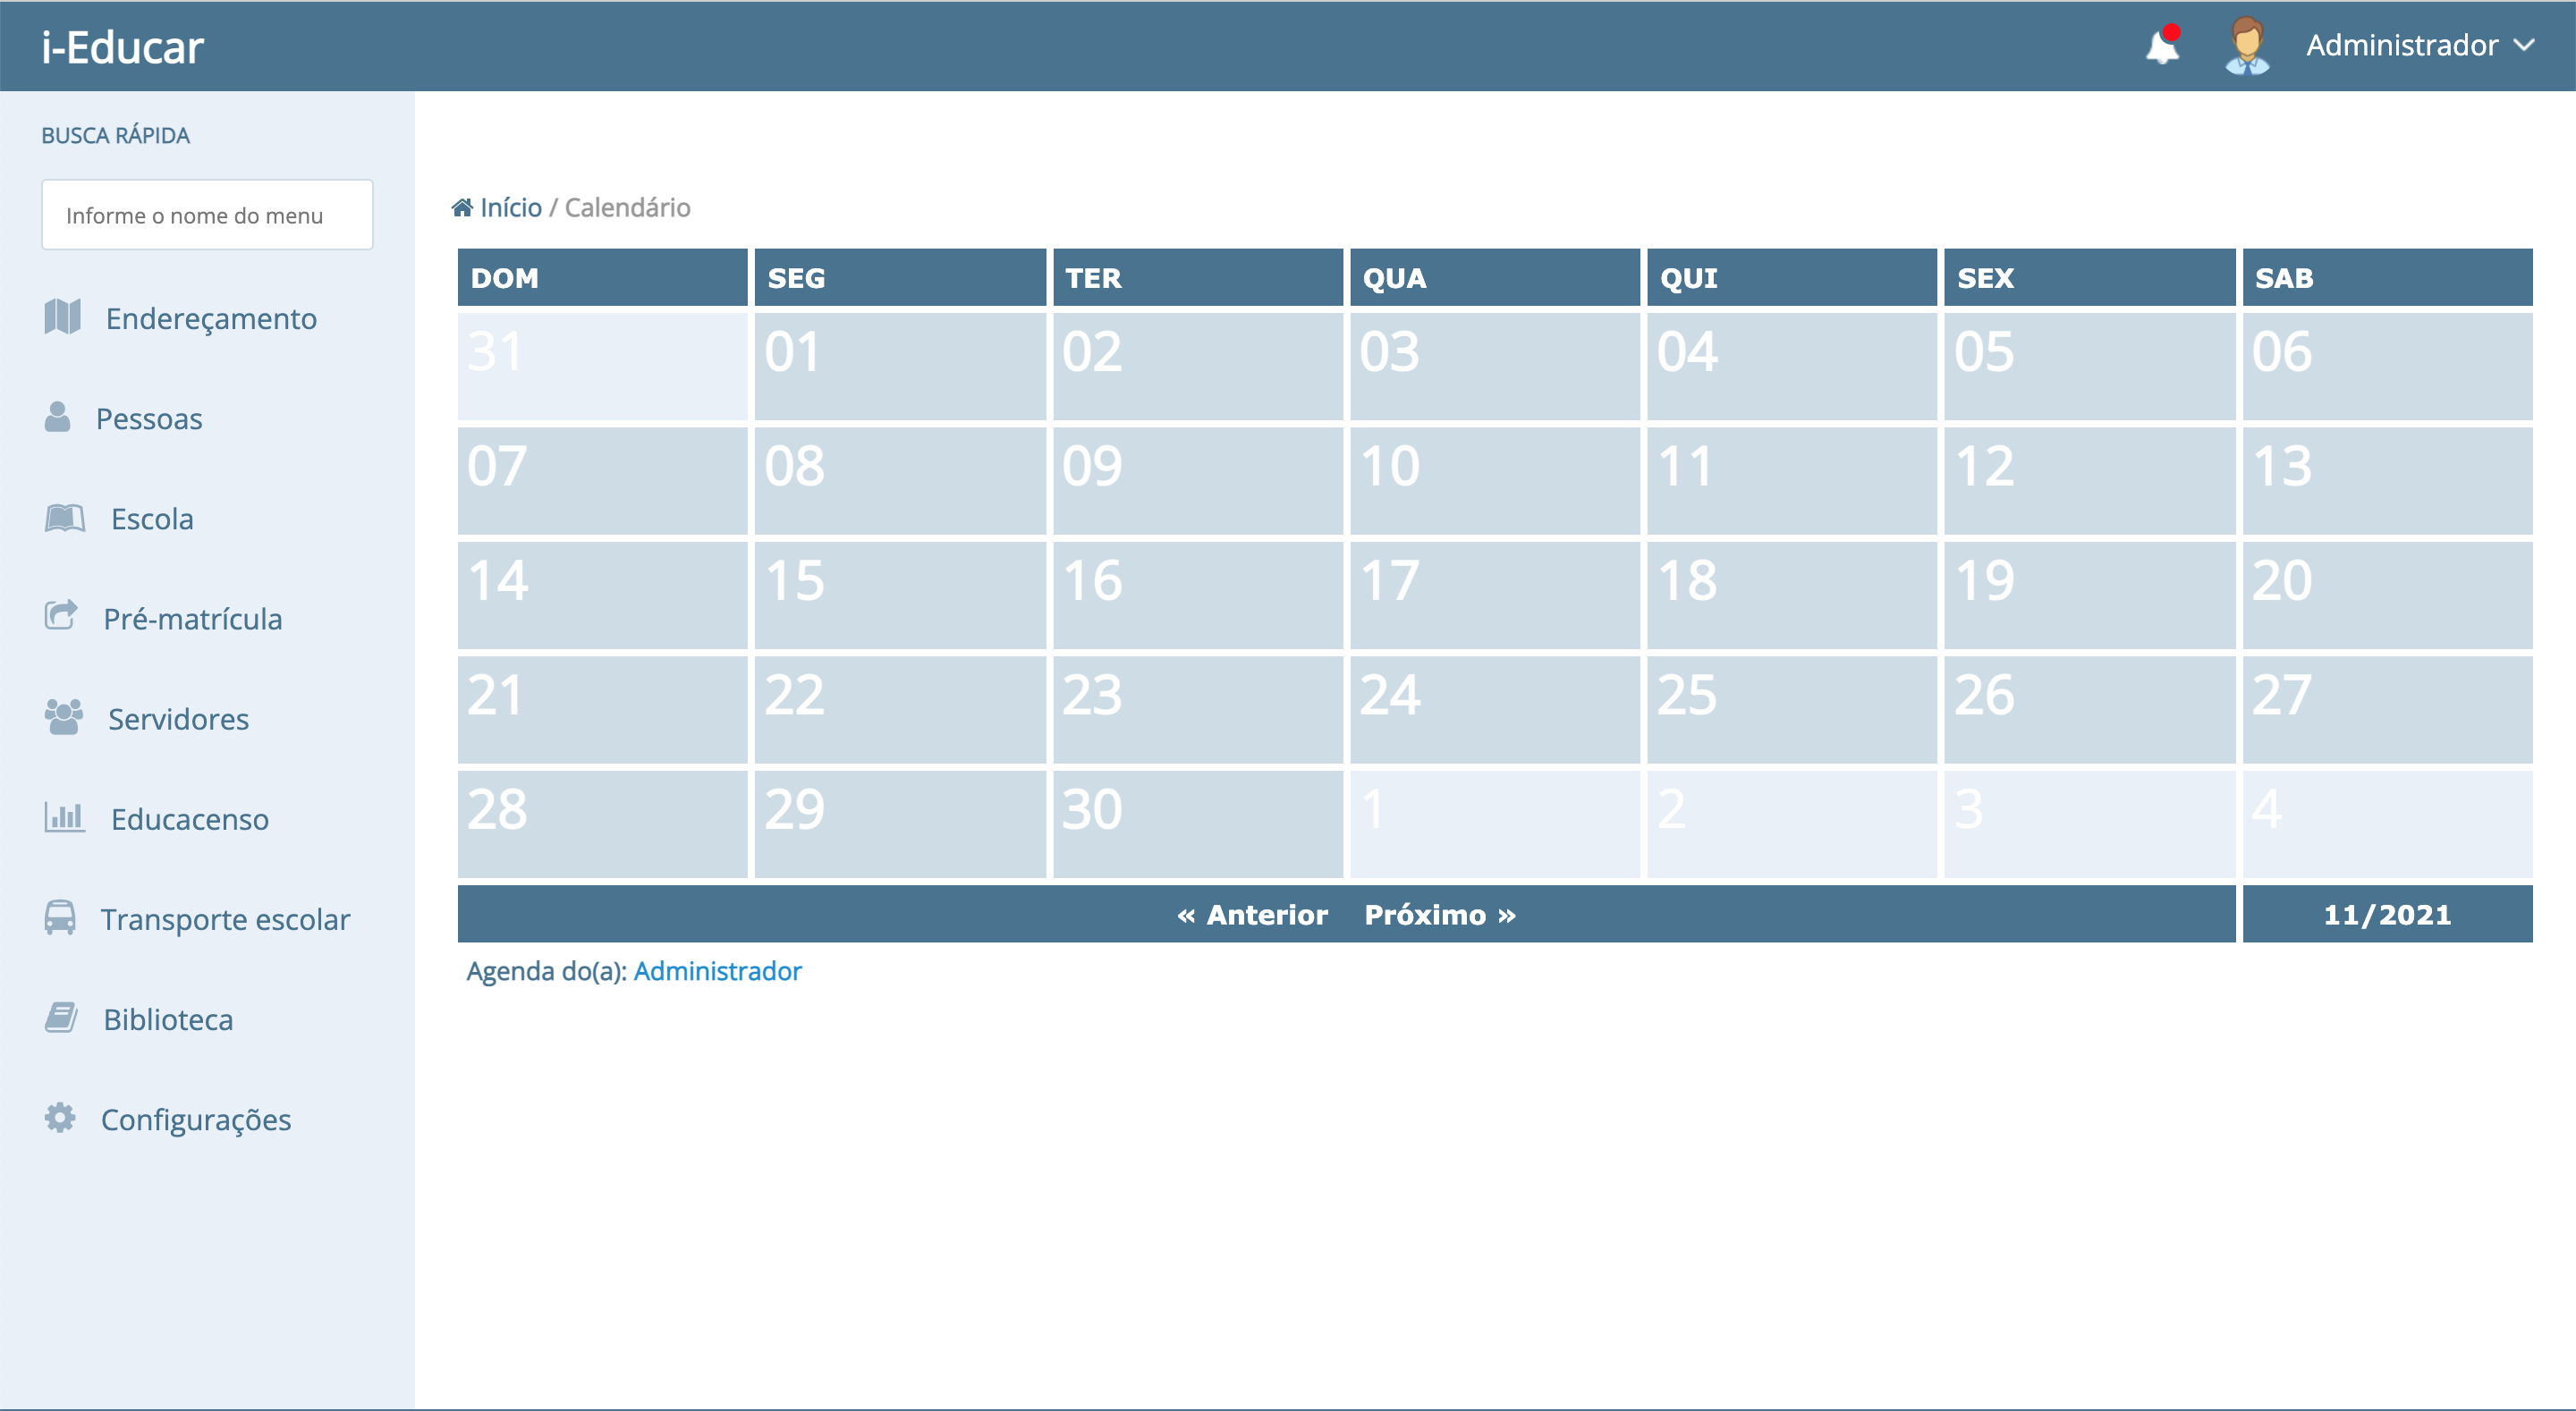 i-Educar
Administrador
BUSCA RÁPIDA
Informe o nome do menu
Endereçamento
Pessoas
Escola
Pré-matrícula
Servidores
Educacenso
Transporte escolar
Biblioteca
Configurações
Início / Calendário
DOM SEG TER QUA QUI SEX SAB
31 01 02 03 04 05 06
07 08 09 10 11 12 13
14 15 16 17 18 19 20
21 22 23 24 25 26 27
28 29 30 1 2 3 4
« Anterior Próximo » 11/2021
Agenda do(a): Administrador